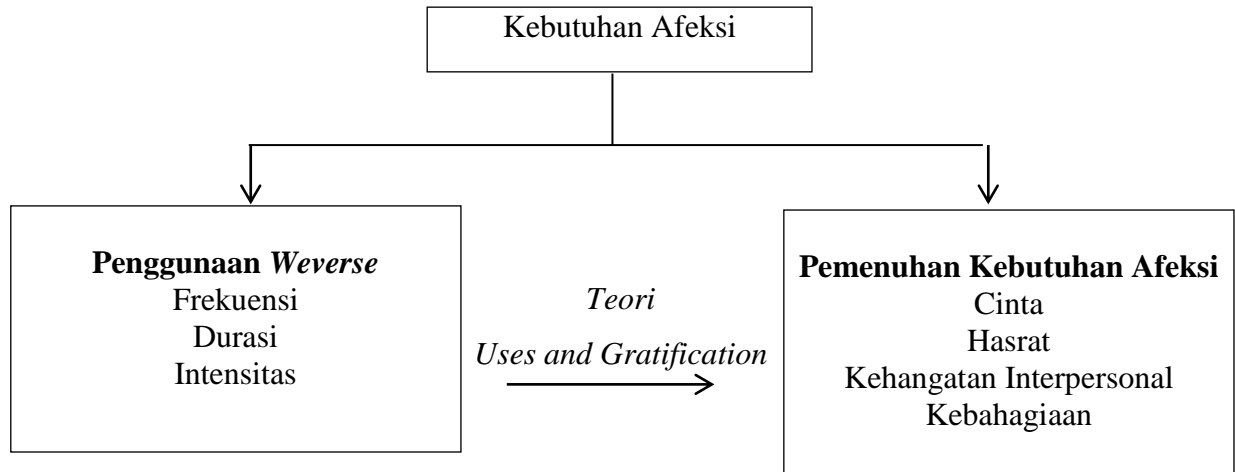 Kebutuhan Afeksi
Penggunaan Weverse
Frekuensi
Durasi
Intensitas
Teori
Uses and Gratification
Pemenuhan Kebutuhan Afeksi
Cinta
Hasrat
Kehangatan Interpersonal
Kebahagiaan